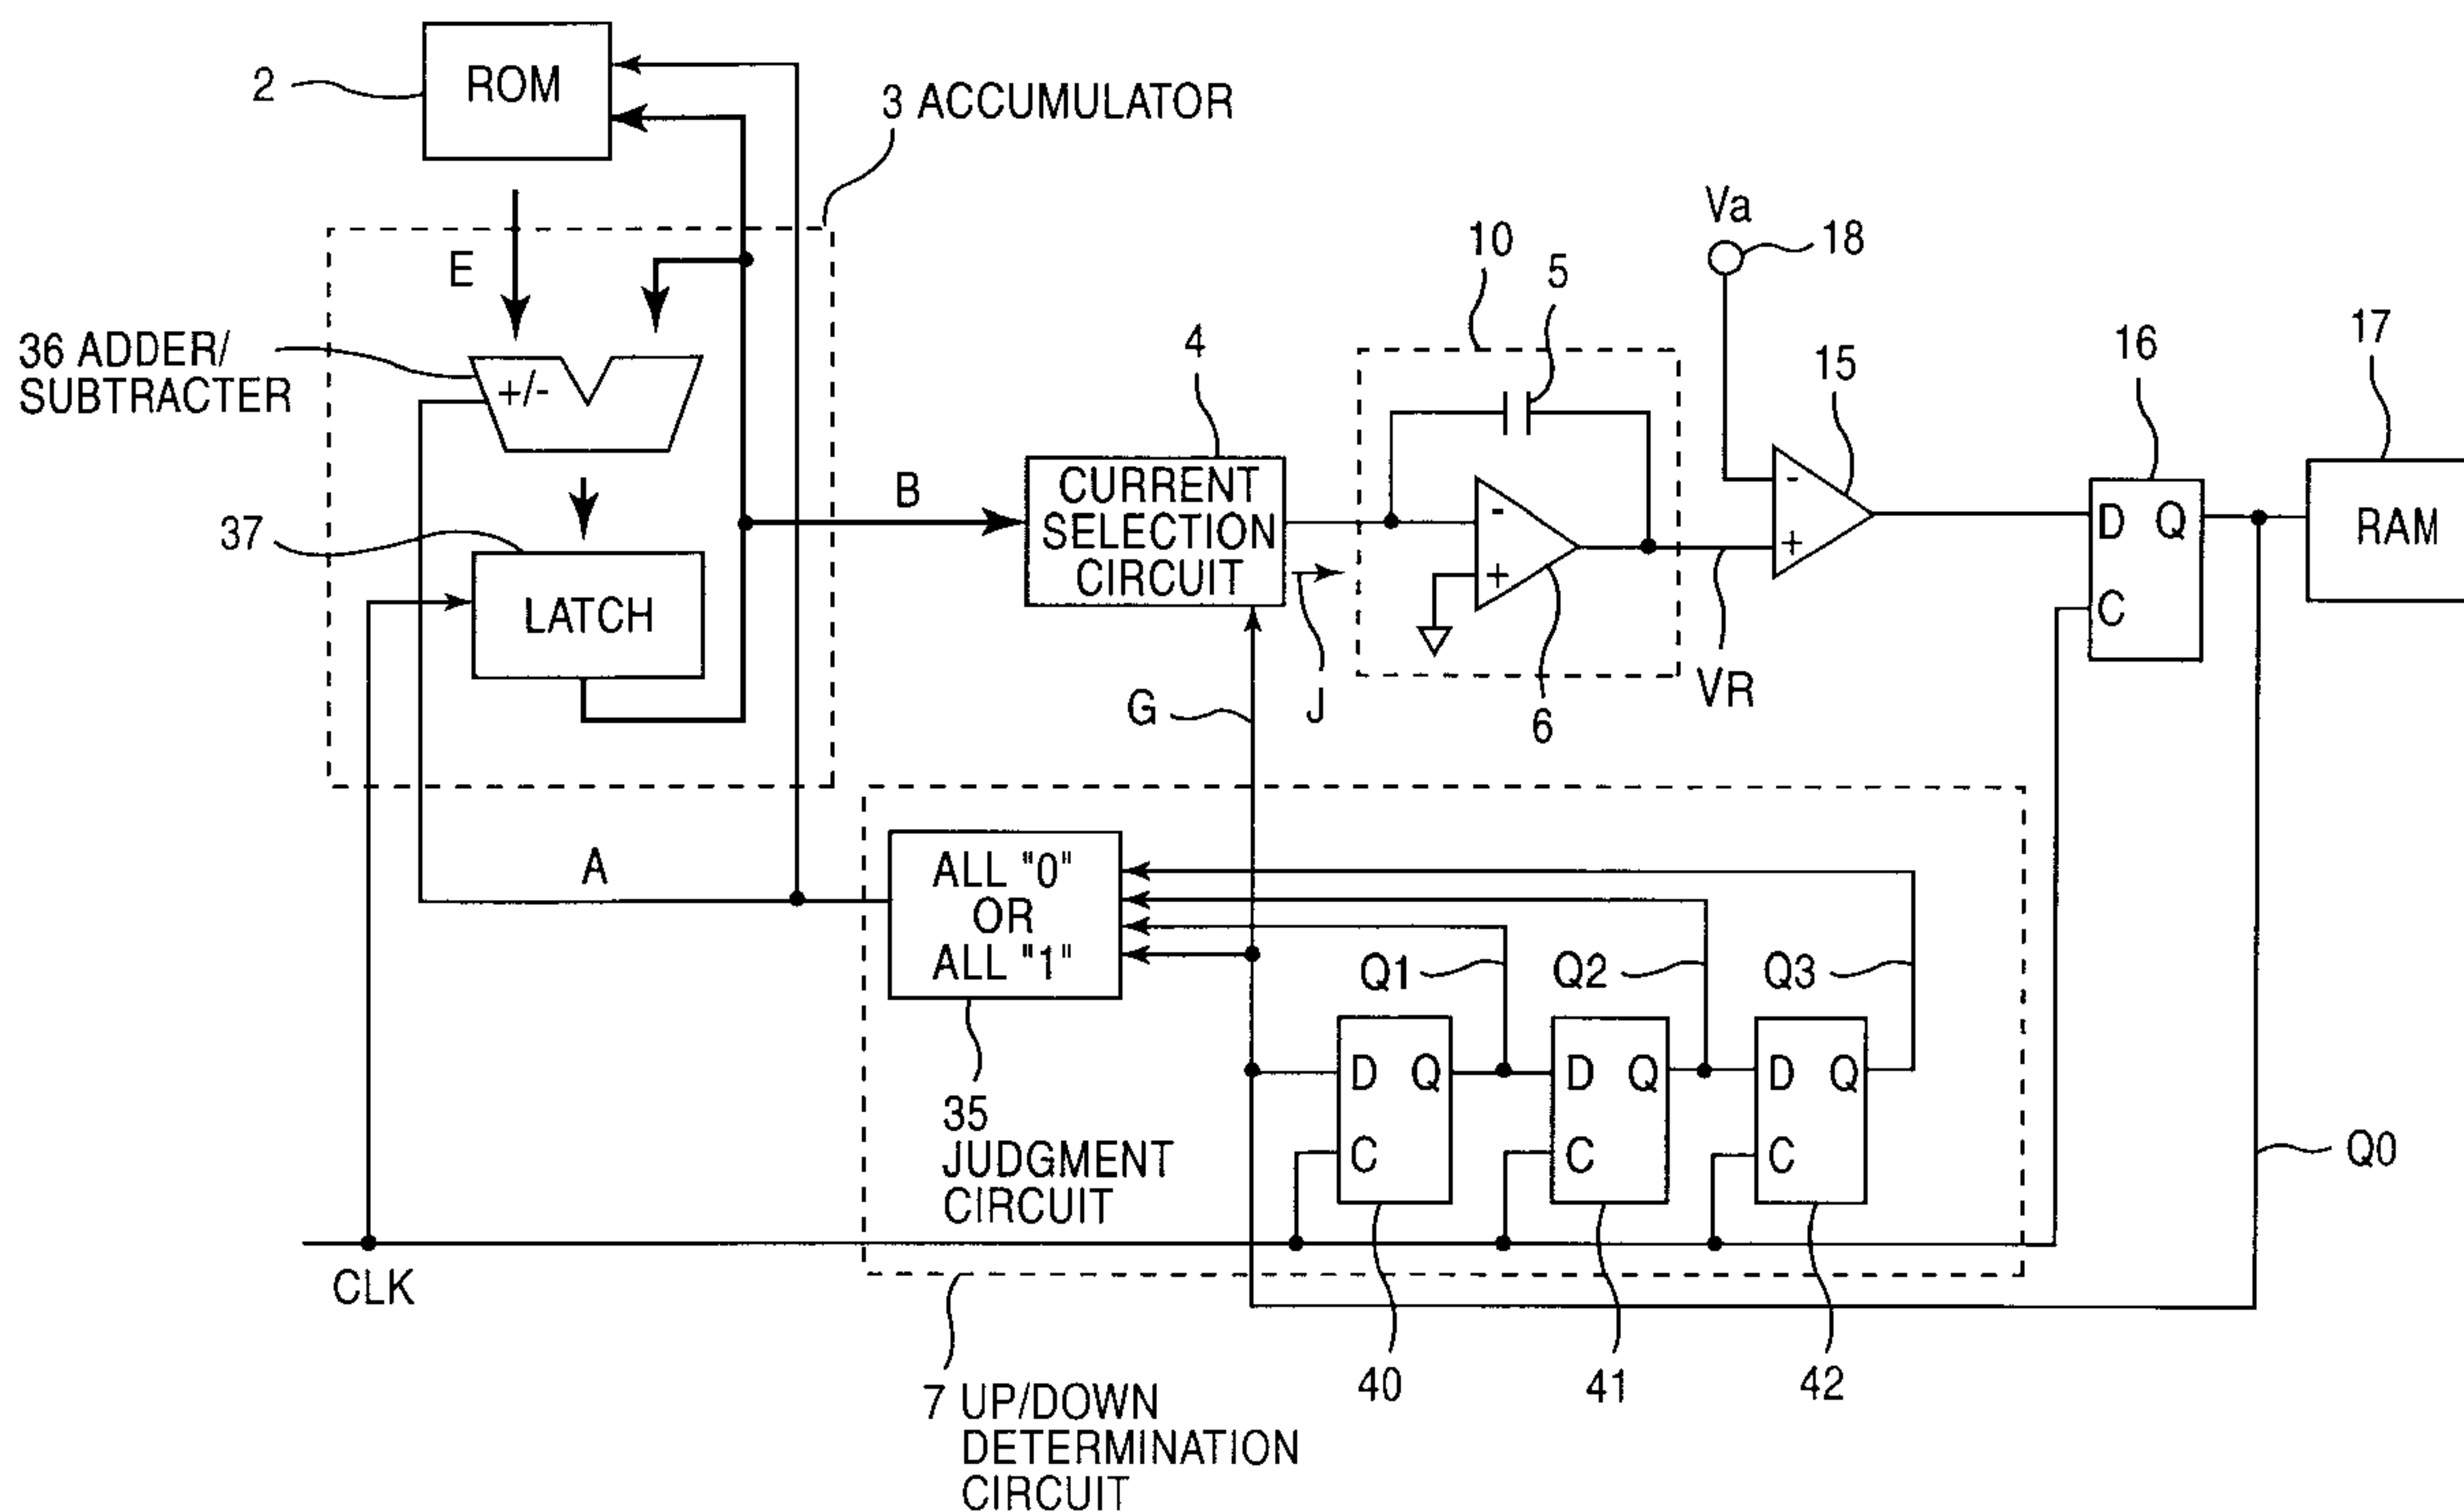 2
ROM
3 ACCUMULATOR
E
36 ADDER/
SUBTRACTER
+/-
37
LATCH
B
4
CURRENT
SELECTION
CIRCUIT
10
5
-
+
6
J
G
VR
Va
18
15
-
+
16
D Q
C
17
RAM
A
ALL "0"
OR
ALL "1"
35
JUDGMENT
CIRCUIT
Q1
Q2
Q3
D Q
C
D Q
C
D Q
C
Q0
CLK
40
41
42
7 UP/DOWN
DETERMINATION
CIRCUIT